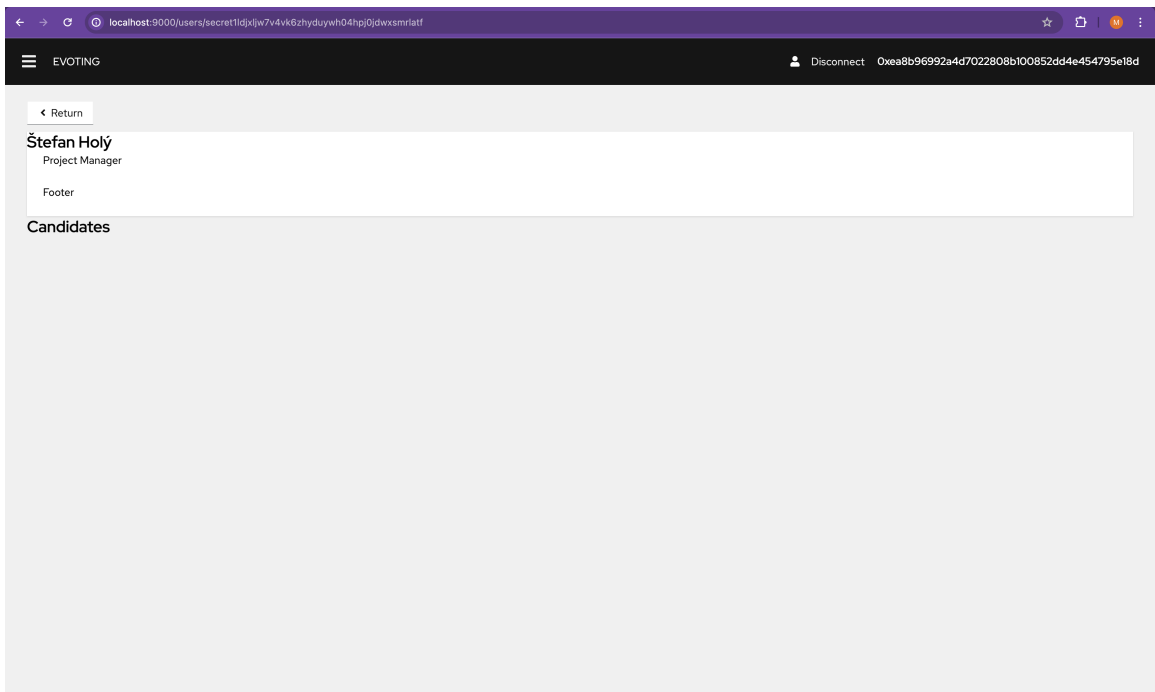 localhost:9000/users/secret1ldjxljw7v4vk6zhyduywh04hpj0jdwxsmrlatf
M
EVOTING
Disconnect 0xea8b96992a4d7022808b100852dd4e454795e18d
Return
Štefan Holý
Project Manager
Footer
Candidates